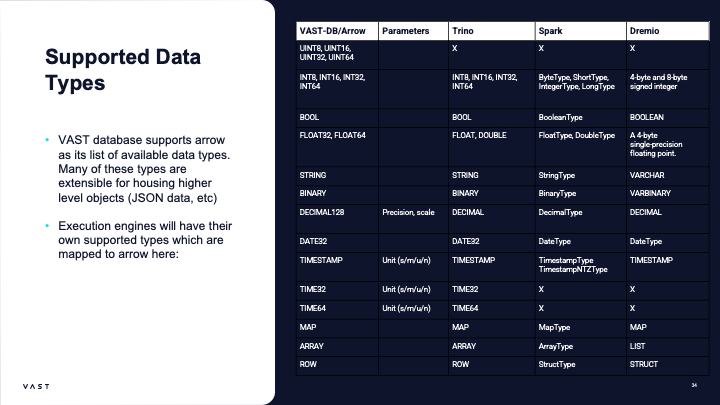 Supported Data
Types
• VAST database supports arrow
as its list of available data types.
Many of these types are
extensible for housing higher
level objects (JSON data, etc)
• Execution engines will have their
own supported types which are
mapped to arrow here:
VAST-DB/Arrow Parameters Trino Spark Dremio
UINT8, UINT16, X X X
UINT32, UINT64
INT8, INT16, INT32, INT8, INT16, INT32, ByteType, ShortType, 4-byte and 8-byte
INT64 INT64 IntegerType, LongType signed integer
BOOL BOOL BooleanType BOOLEAN
FLOAT32, FLOAT64 FLOAT, DOUBLE FloatType, DoubleType A 4-byte
single-precision
floating point.
STRING STRING StringType VARCHAR
BINARY BINARY BinaryType VARBINARY
DECIMAL128 Precision, scale DECIMAL DecimalType DECIMAL
DATE32 DATE32 DateType DateType
TIMESTAMP Unit (s/m/u/n) TIMESTAMP TimestampType TIMESTAMP
TimestampNTZType
TIME32 Unit (s/m/u/n) TIME32 X X
TIME64 Unit (s/m/u/n) TIME64 X X
MAP MAP MapType MAP
ARRAY ARRAY ArrayType LIST
ROW ROW StructType STRUCT
VAST
34